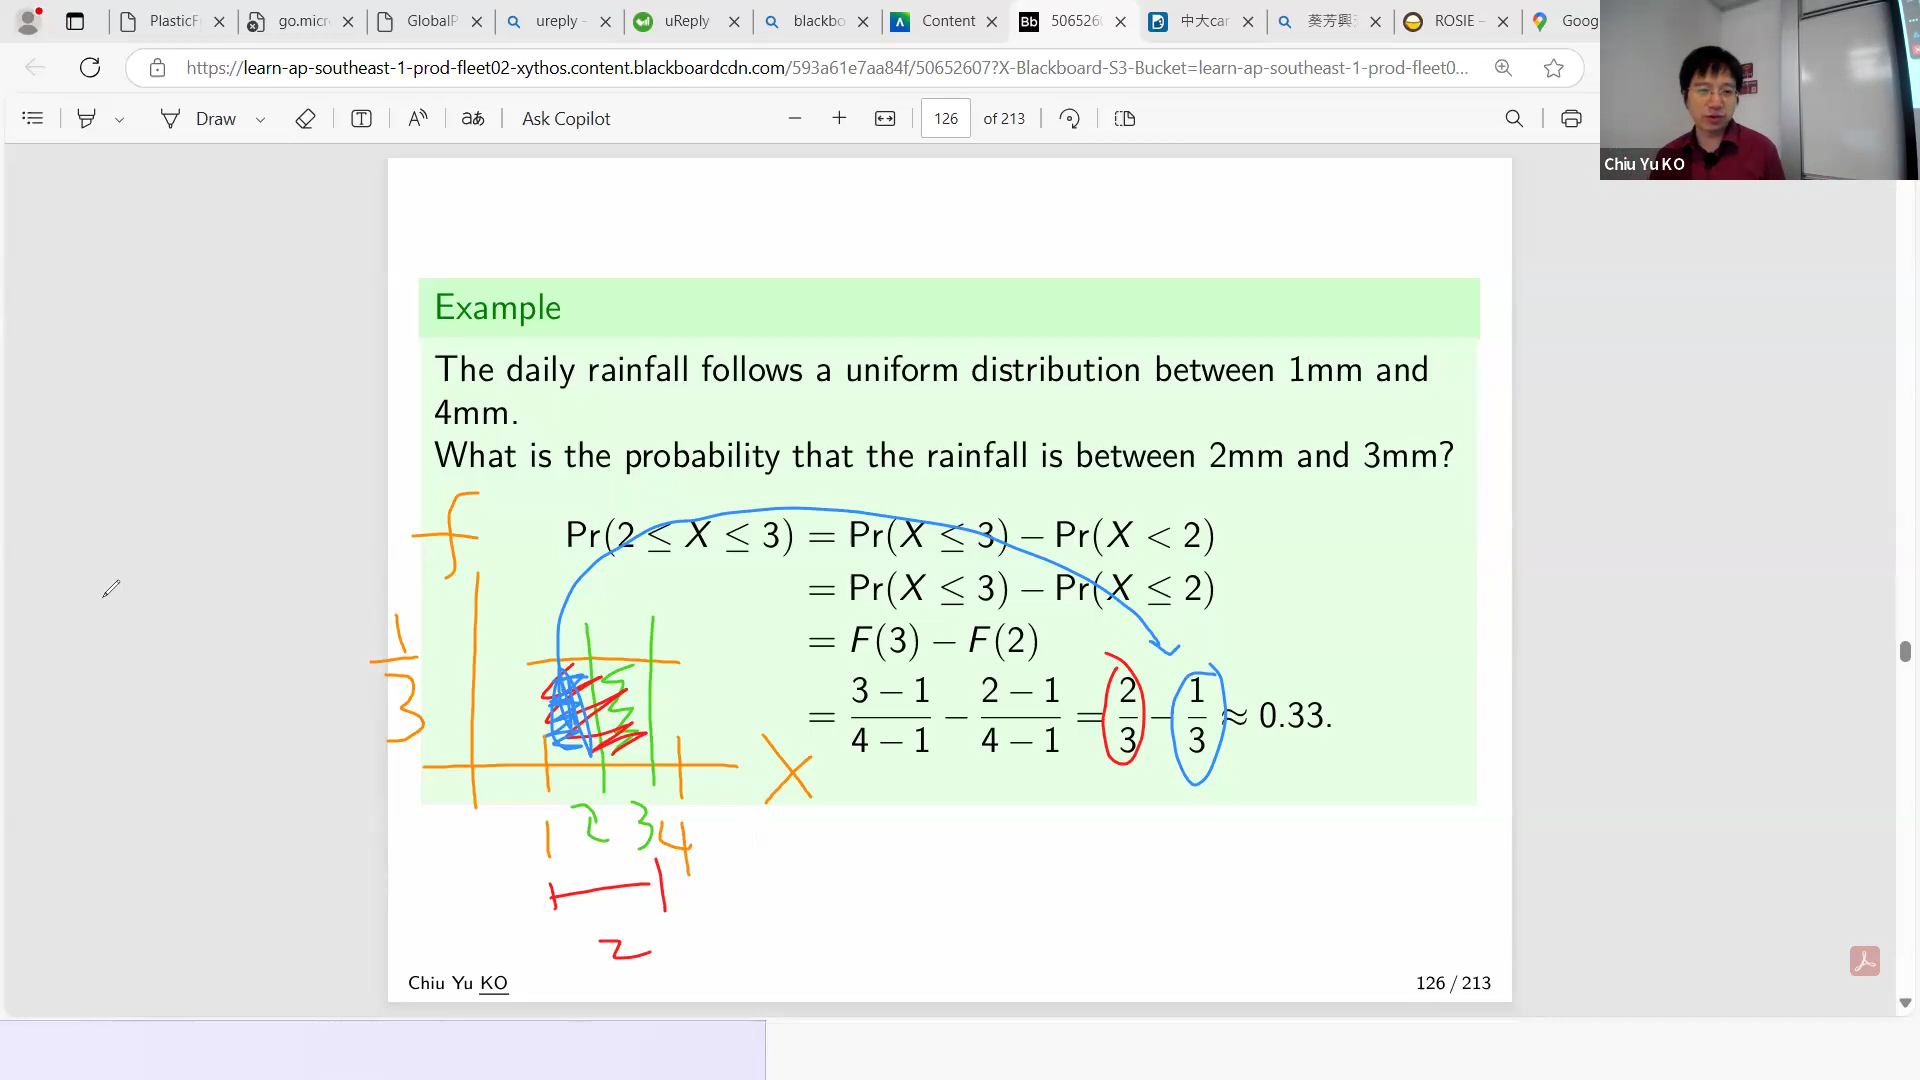 PlasticF
go.micr
GlobalP
ureply -
uReply
blackbo
Content
Bb
506526
中大car
葵芳興
ROSIE –
Goog
https://learn-ap-southeast-1-prod-fleet02-xythos.content.blackboardcdn.com/593a61e7aa84f/50652607?X-Blackboard-S3-Bucket=learn-ap-southeast-1-prod-fleet0...
Draw
aあ
Ask Copilot
126 of 213
Chiu Yu KO
Example
The daily rainfall follows a uniform distribution between 1mm and
4mm.
What is the probability that the rainfall is between 2mm and 3mm?
Pr(2 ≤ X ≤ 3) = Pr(X ≤ 3) − Pr(X < 2)
= Pr(X ≤ 3) − Pr(X ≤ 2)
= F(3) − F(2)
= (3 − 1)/(4 − 1) − (2 − 1)/(4 − 1) = 2/3 − 1/3 ≈ 0.33.
f
1/3
X
1 2 3 4
2
Chiu Yu KO
126 / 213